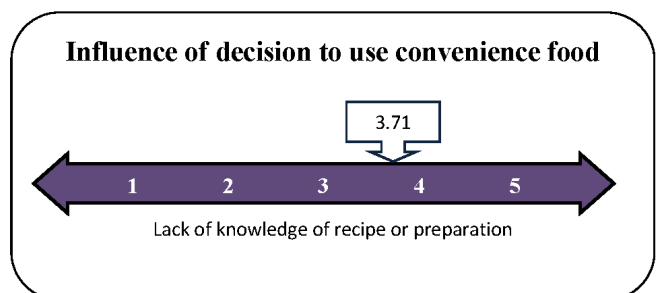 Influence of decision to use convenience food
3.71
1 2 3 4 5
Lack of knowledge of recipe or preparation